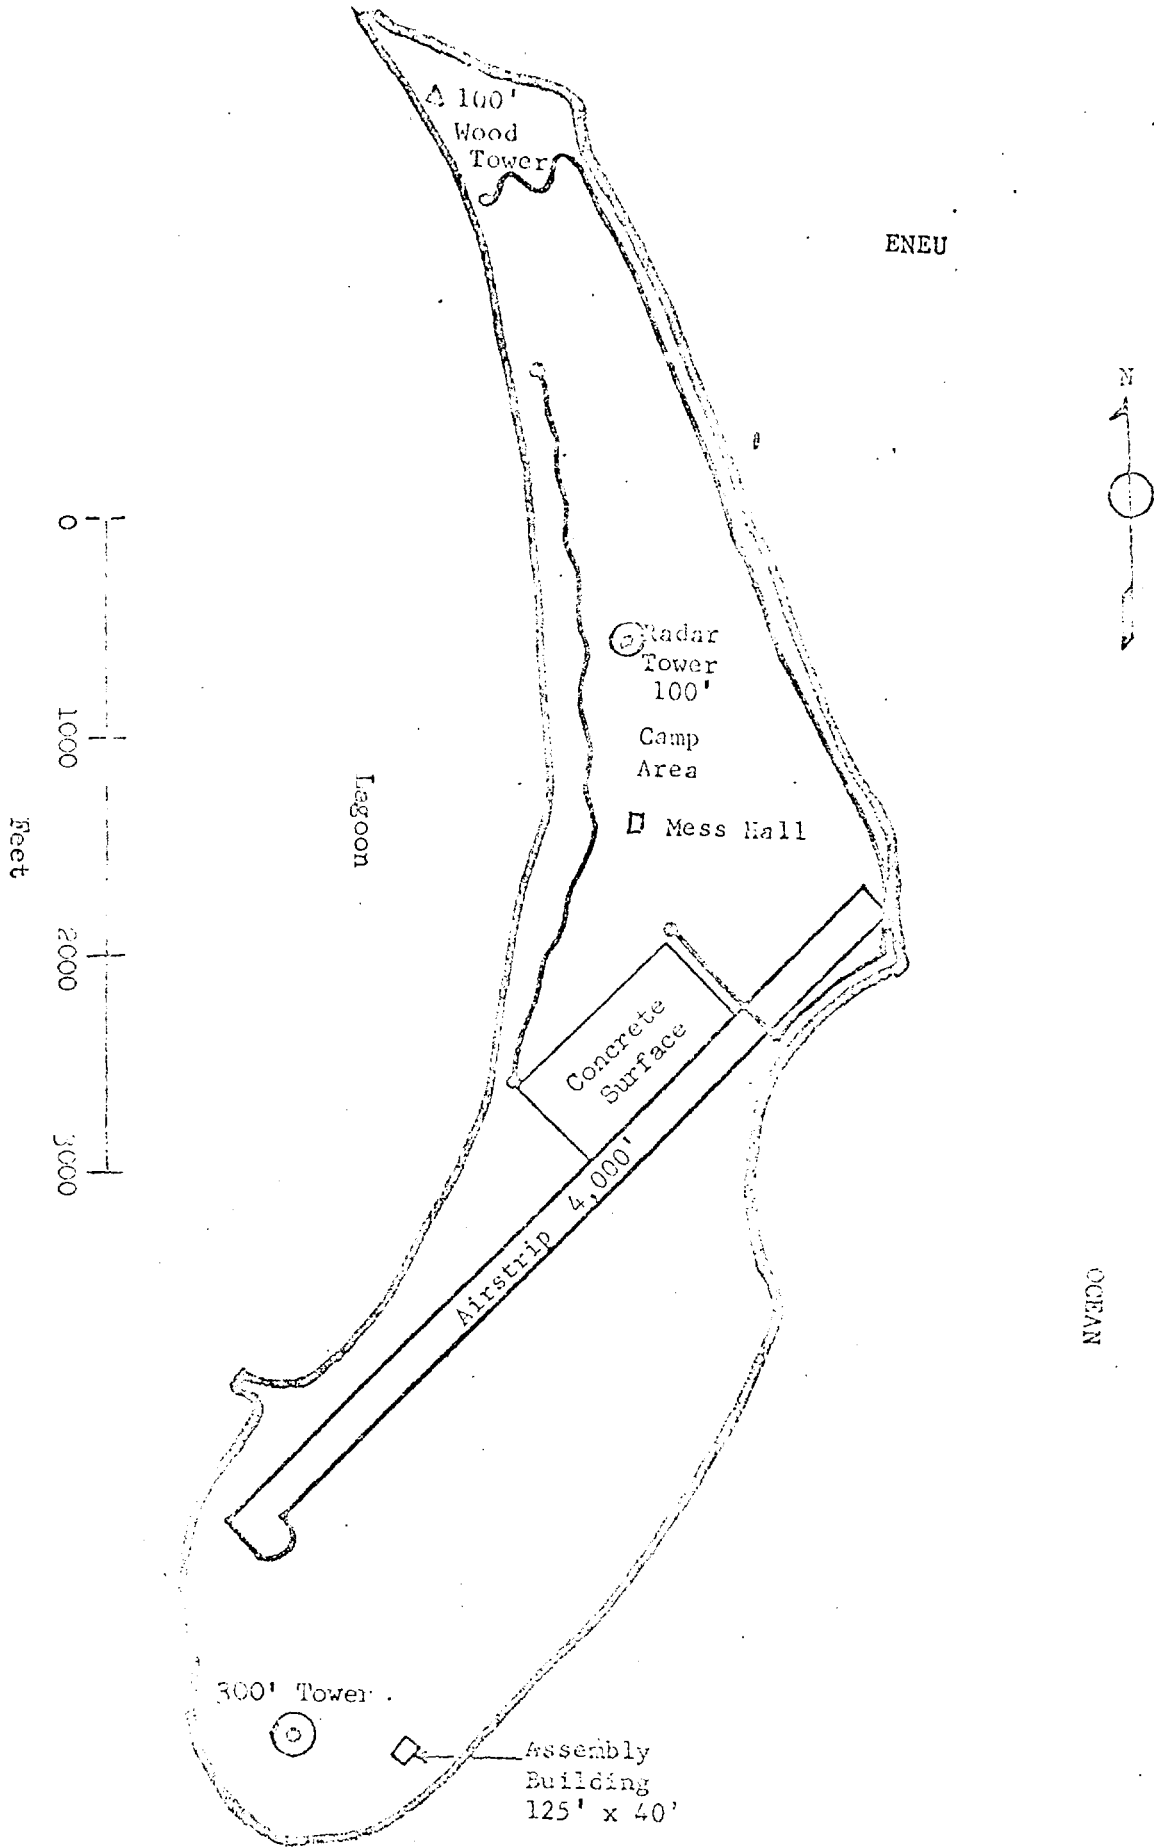 100'
Wood
Tower
ENEU
N
0
Radar
Tower
100'
1000
Camp
Area
Lagoon
Mess Hall
Feet
2000
Concrete
Surface
3000
Airstrip 4,000'
OCEAN
300' Tower.
Assembly
Building
125' x 40'